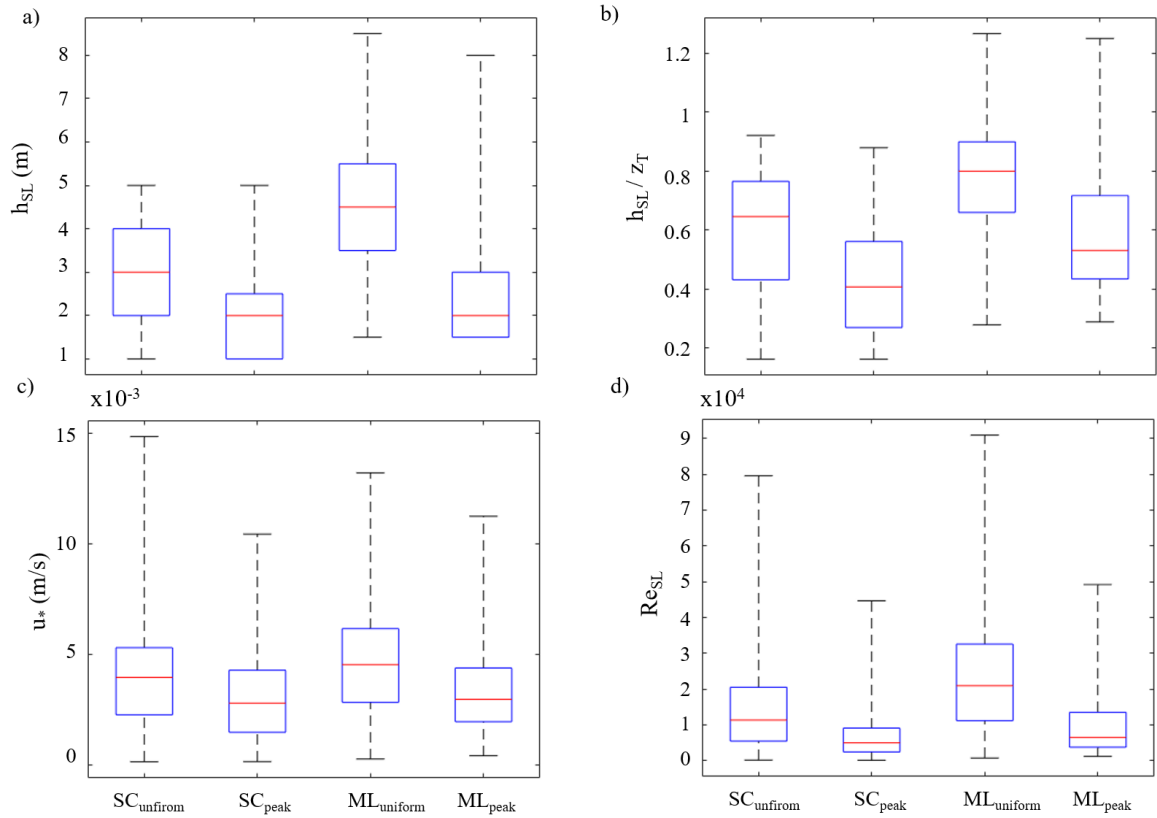 a)
8
7
6
5
4
3
2
1
h_SL (m)
b)
1.2
1
0.8
0.6
0.4
0.2
h_SL / z_T
c)
x10^-3
15
10
5
0
u_* (m/s)
SC_unfirom SC_peak ML_uniform ML_peak
d)
x10^4
9
8
7
6
5
4
3
2
1
0
Re_SL
SC_unfirom SC_peak ML_uniform ML_peak